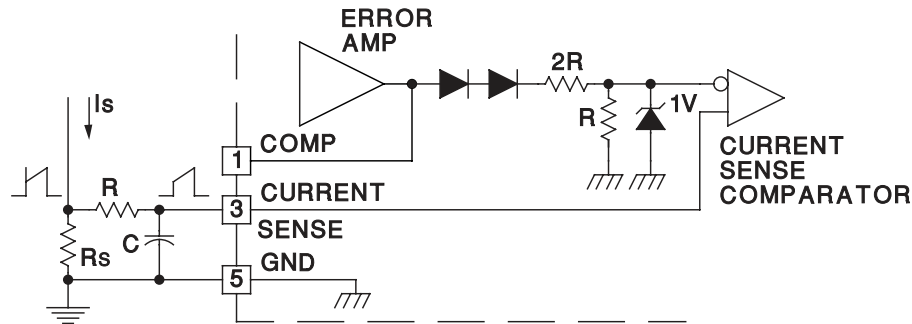 ERROR
AMP
2R
Is
R
1V
COMP
1
CURRENT
SENSE
COMPARATOR
R
CURRENT
3
SENSE
C
Rs
GND
5